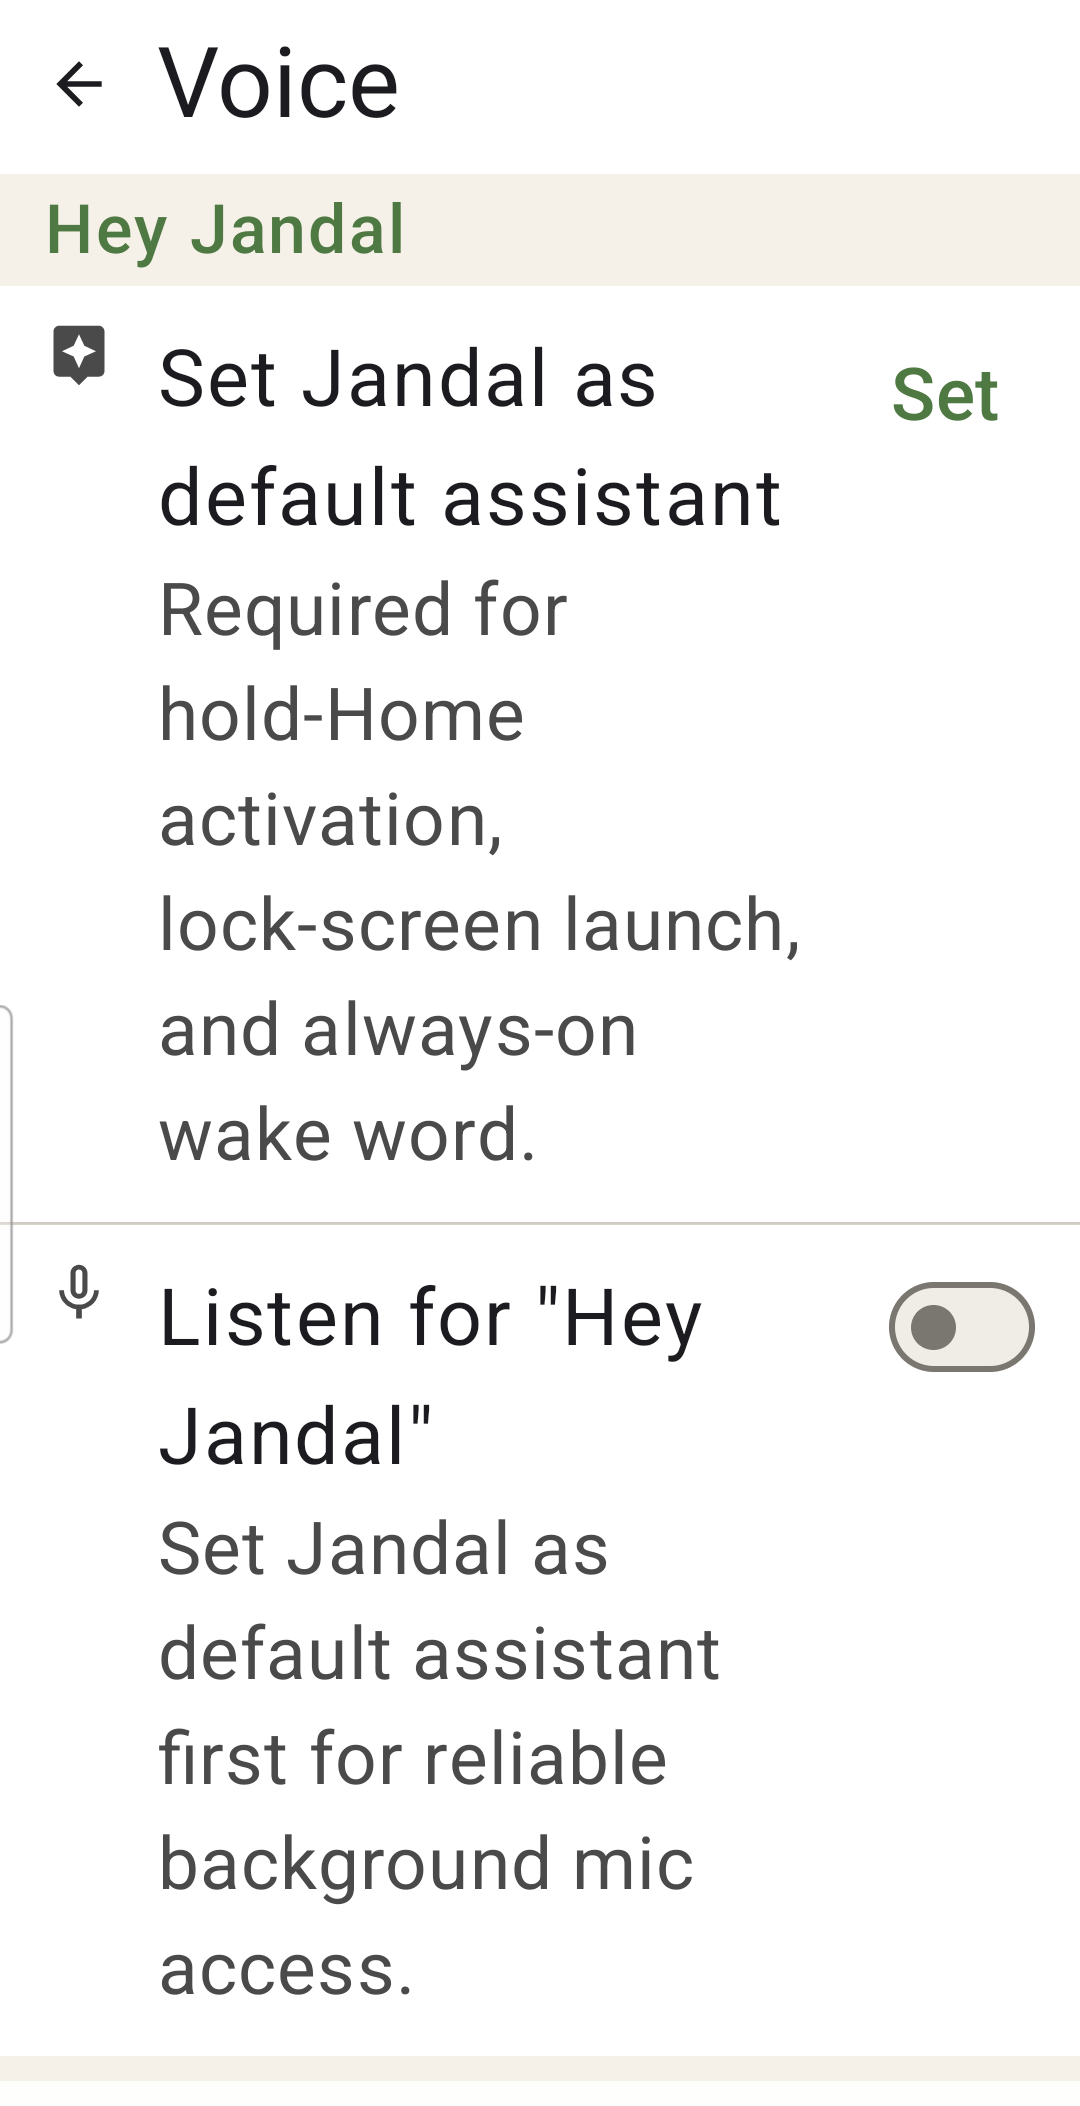 Voice
Hey Jandal
Set Jandal as
default assistant
Set
Required for
hold-Home
activation,
lock-screen launch,
and always-on
wake word.
Listen for "Hey
Jandal"
Set Jandal as
default assistant
first for reliable
background mic
access.